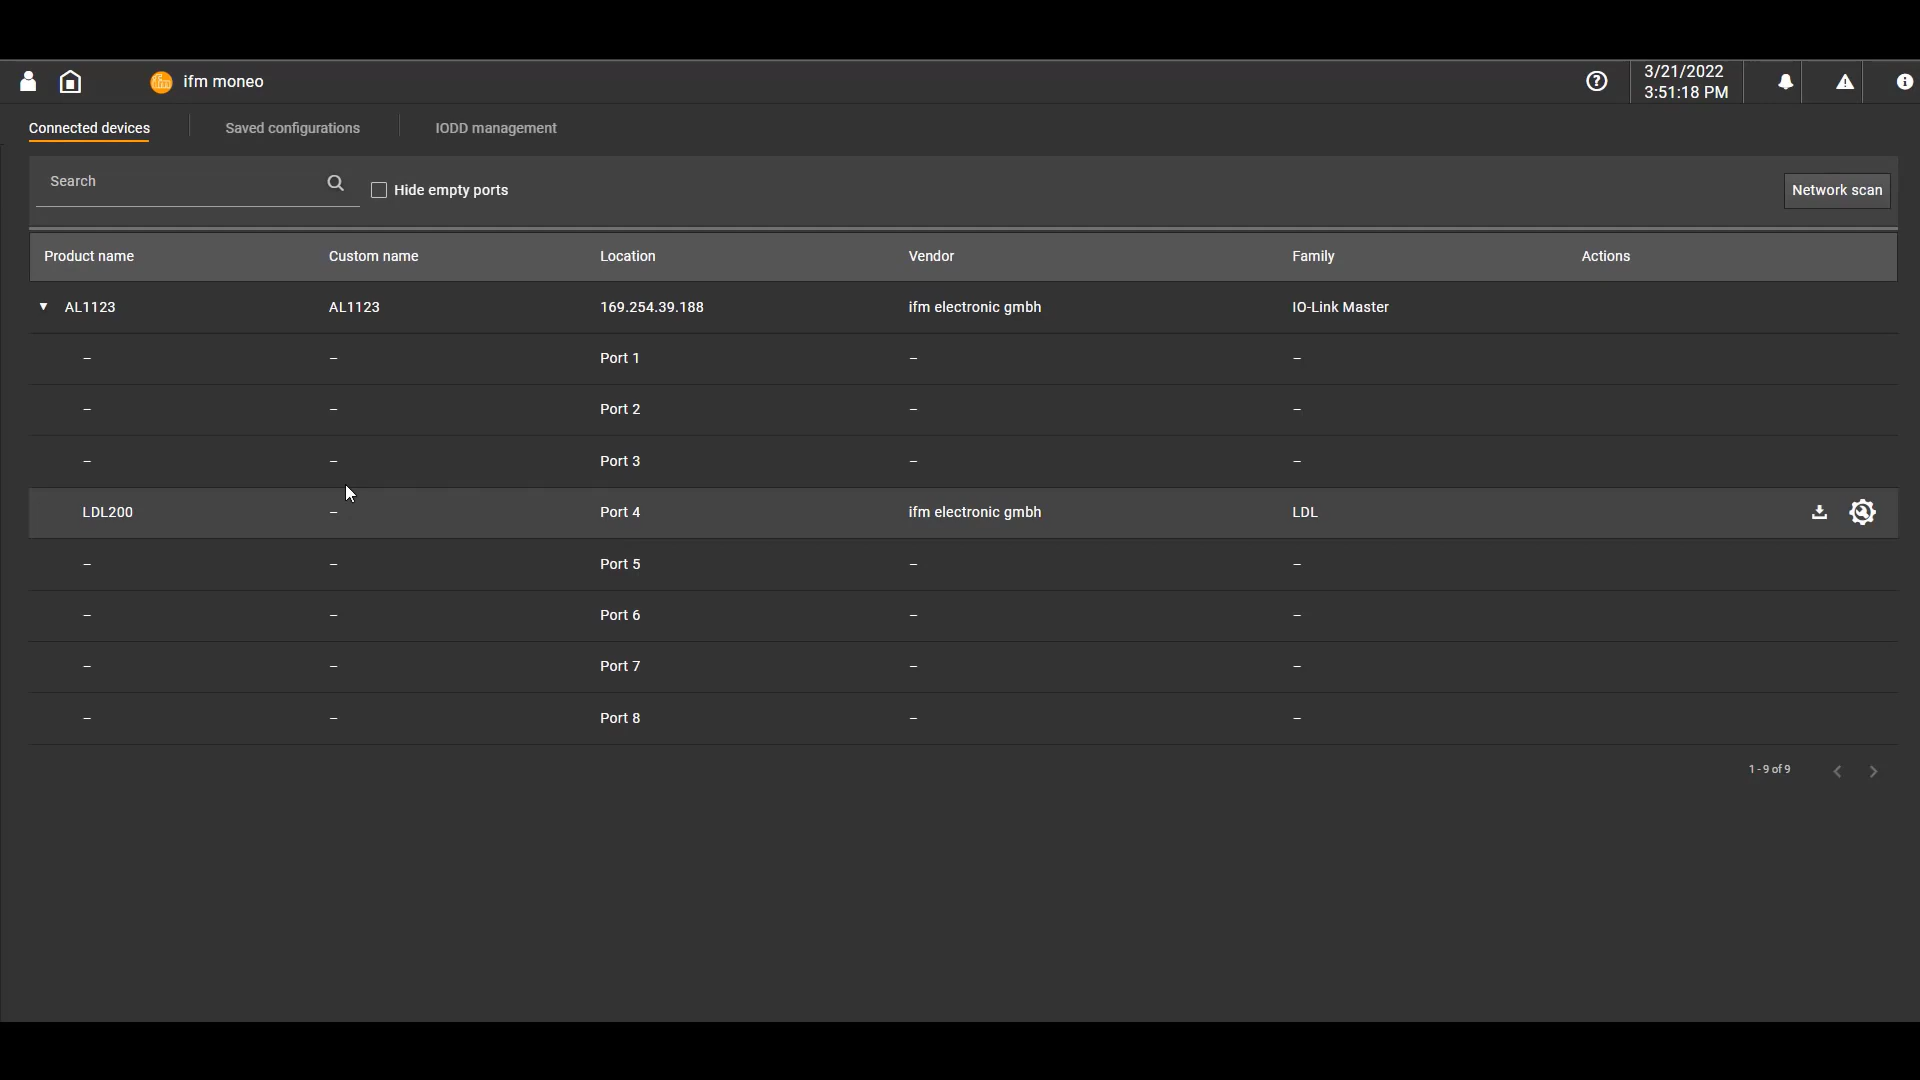 ifm moneo
3/21/2022
3:51:18 PM
Connected devices
Saved configurations
IODD management
Search
Hide empty ports
Network scan
Product name Custom name Location Vendor Family Actions
AL1123 AL1123 169.254.39.188 ifm electronic gmbh IO-Link Master
– – Port 1 – –
– – Port 2 – –
– – Port 3 – –
LDL200 – Port 4 ifm electronic gmbh LDL
– – Port 5 – –
– – Port 6 – –
– – Port 7 – –
– – Port 8 – –
1 - 9 of 9